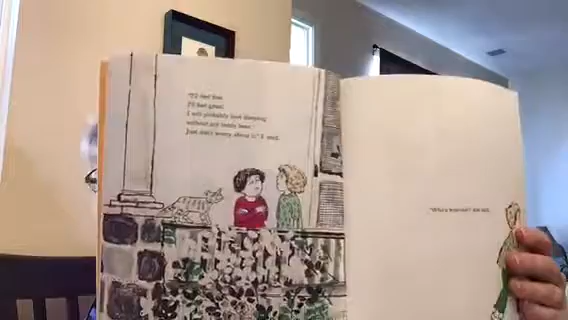 "I'll feel fine.
I'll feel great.
I will probably love sleeping
without my teddy bear.
Just don't worry about it," I said.